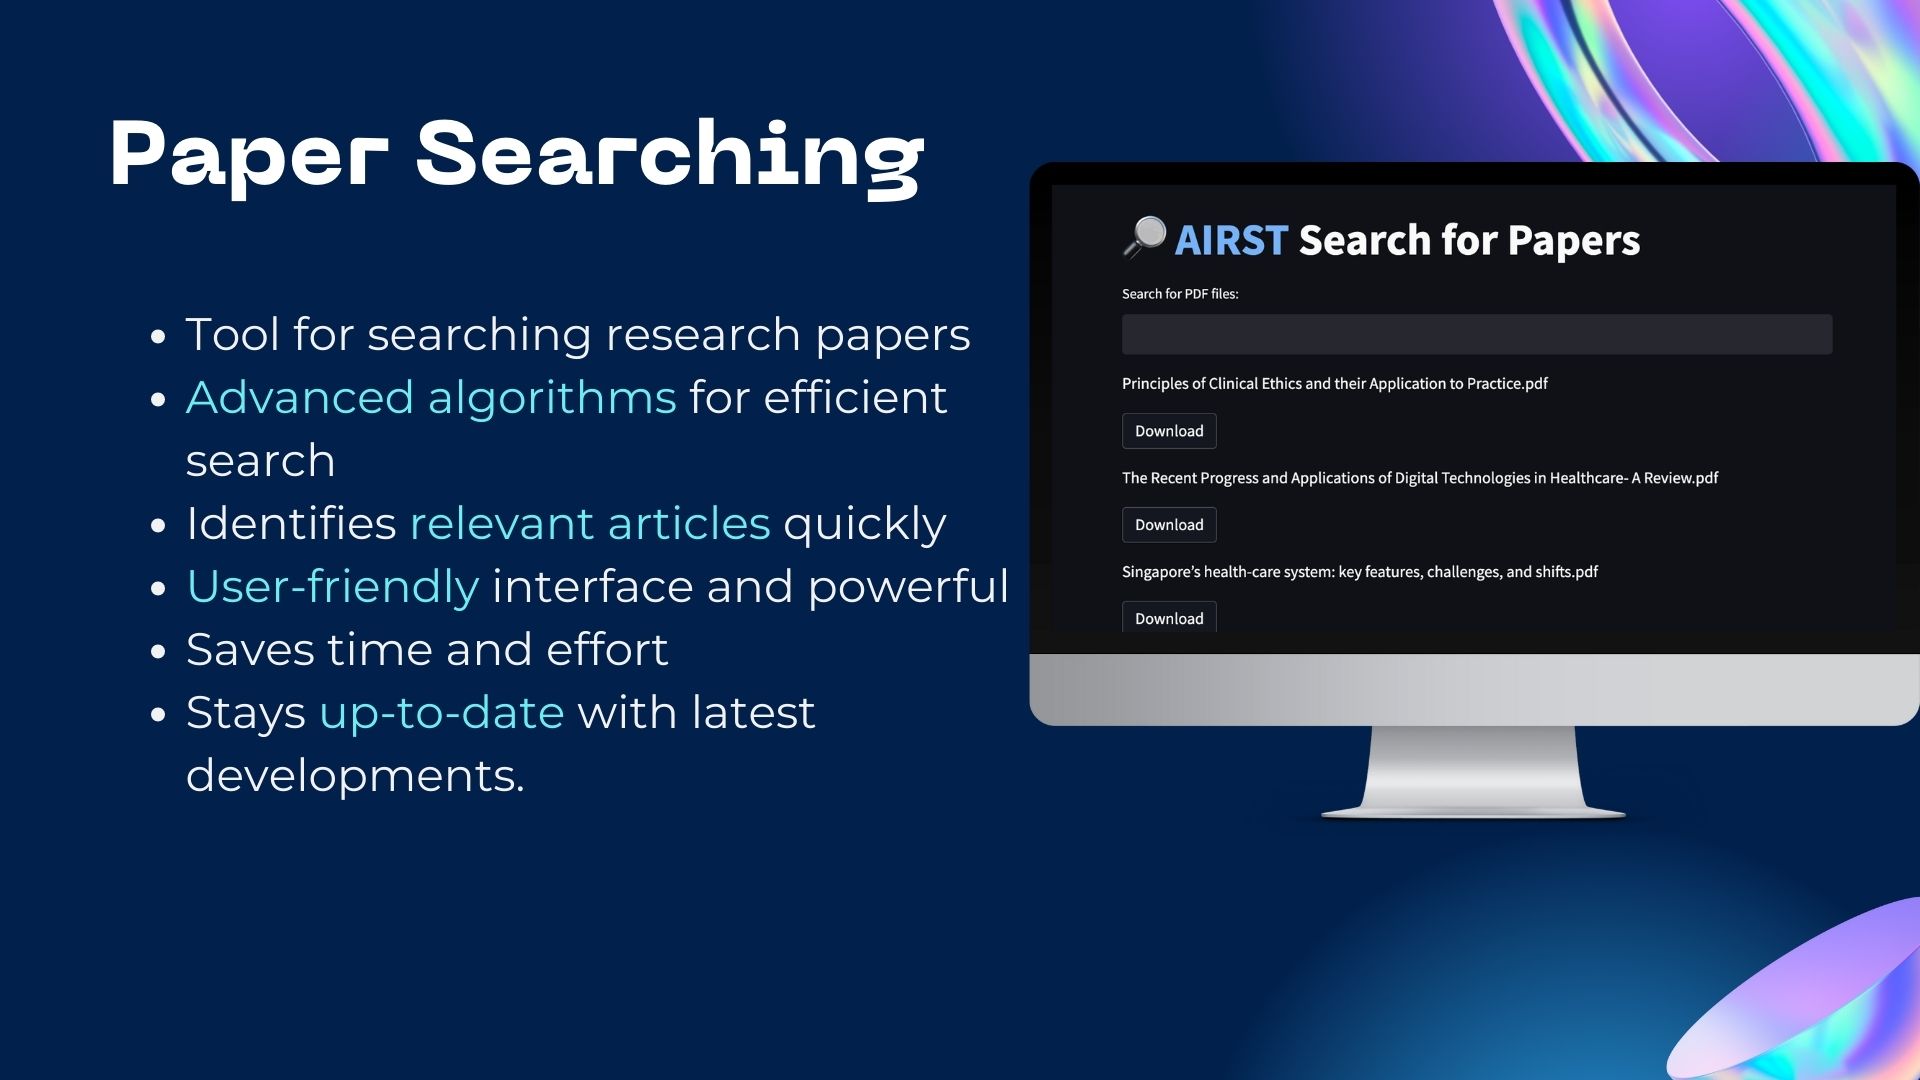 Paper Searching
• Tool for searching research papers
• Advanced algorithms for efficient
search
• Identifies relevant articles quickly
• User-friendly interface and powerful
• Saves time and effort
• Stays up-to-date with latest
developments.
AIRST Search for Papers
Search for PDF files:
Principles of Clinical Ethics and their Application to Practice.pdf
Download
The Recent Progress and Applications of Digital Technologies in Healthcare- A Review.pdf
Download
Singapore’s health-care system: key features, challenges, and shifts.pdf
Download